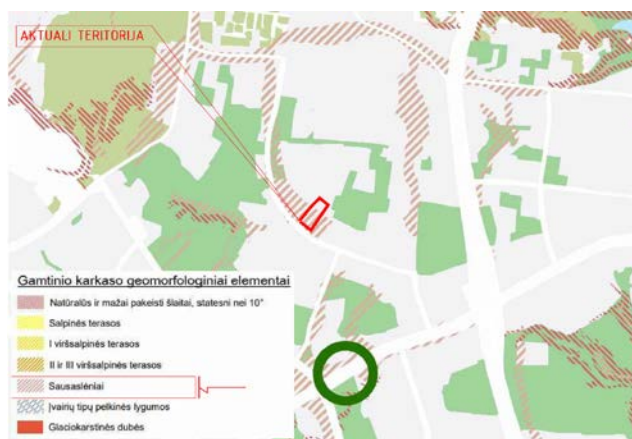 AKTUALI TERITORIJA
Gamtinio karkaso geomorfologiniai elementai
Natūralūs ir mažai pakeisti šlaitai, statesni nei 10°
Salpinės terasos
I viršsalpinės terasos
II ir III viršsalpinės terasos
Sausaslėniai
Įvairių tipų pelkinės lygumos
Glaciokarstinės dubės